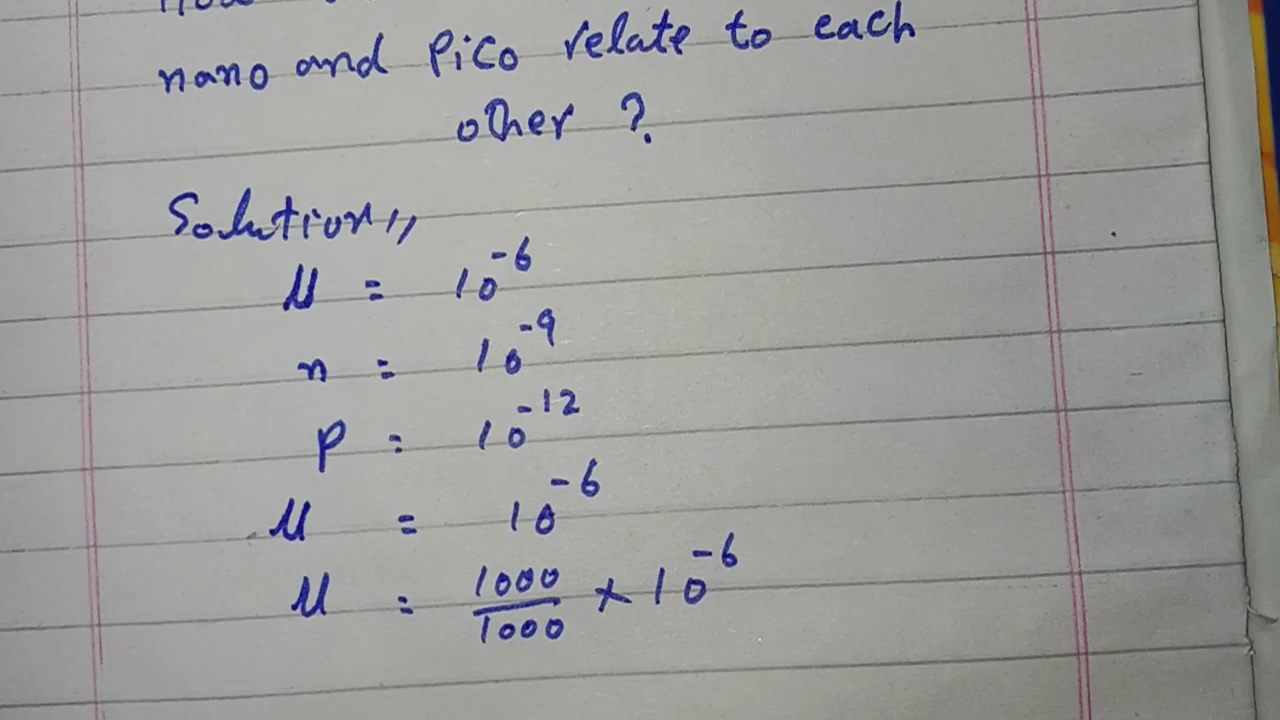 nano and Pico relate to each
other ?
Solution,,
μ = 10^-6
n = 10^-9
p = 10^-12
μ = 10^-6
μ = 1000/1000 × 10^-6